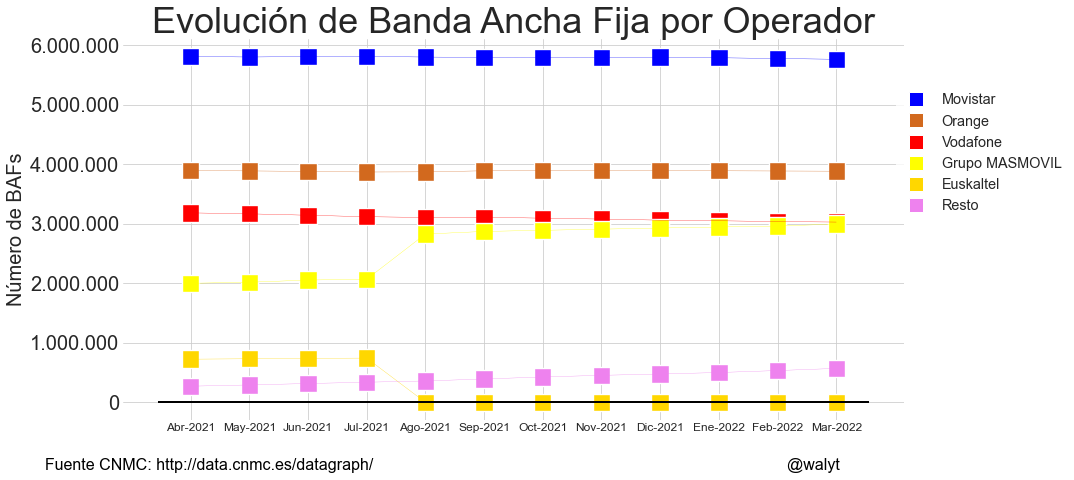 Evolución de Banda Ancha Fija por Operador
Número de BAFs
6.000.000
5.000.000
4.000.000
3.000.000
2.000.000
1.000.000
0
Abr-2021 May-2021 Jun-2021 Jul-2021 Ago-2021 Sep-2021 Oct-2021 Nov-2021 Dic-2021 Ene-2022 Feb-2022 Mar-2022
Movistar
Orange
Vodafone
Grupo MASMOVIL
Euskaltel
Resto
Fuente CNMC: http://data.cnmc.es/datagraph/
@walyt